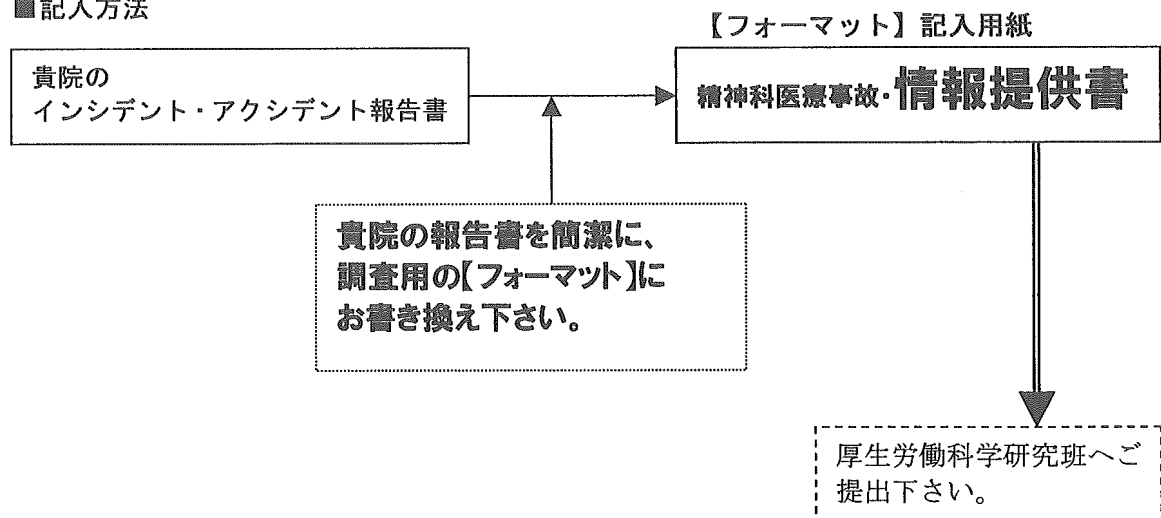 ■記入方法
【フォーマット】記入用紙
貴院の
インシデント・アクシデント報告書
精神科医療事故・情報提供書
貴院の報告書を簡潔に、
調査用の【フォーマット】に
お書き換え下さい。
厚生労働科学研究班へご
提出下さい。